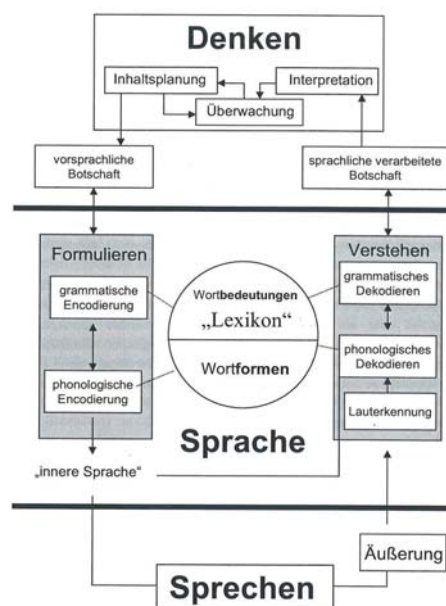 Denken
Inhaltsplanung
Interpretation
Überwachung
vorsprachliche
Botschaft
sprachliche verarbeitete
Botschaft
Formulieren
grammatische
Encodierung
phonologische
Encodierung
Wortbedeutungen
„Lexikon“
Wortformen
Verstehen
grammatisches
Dekodieren
phonologisches
Dekodieren
Lauterkennung
Sprache
„innere Sprache“
Äußerung
Sprechen